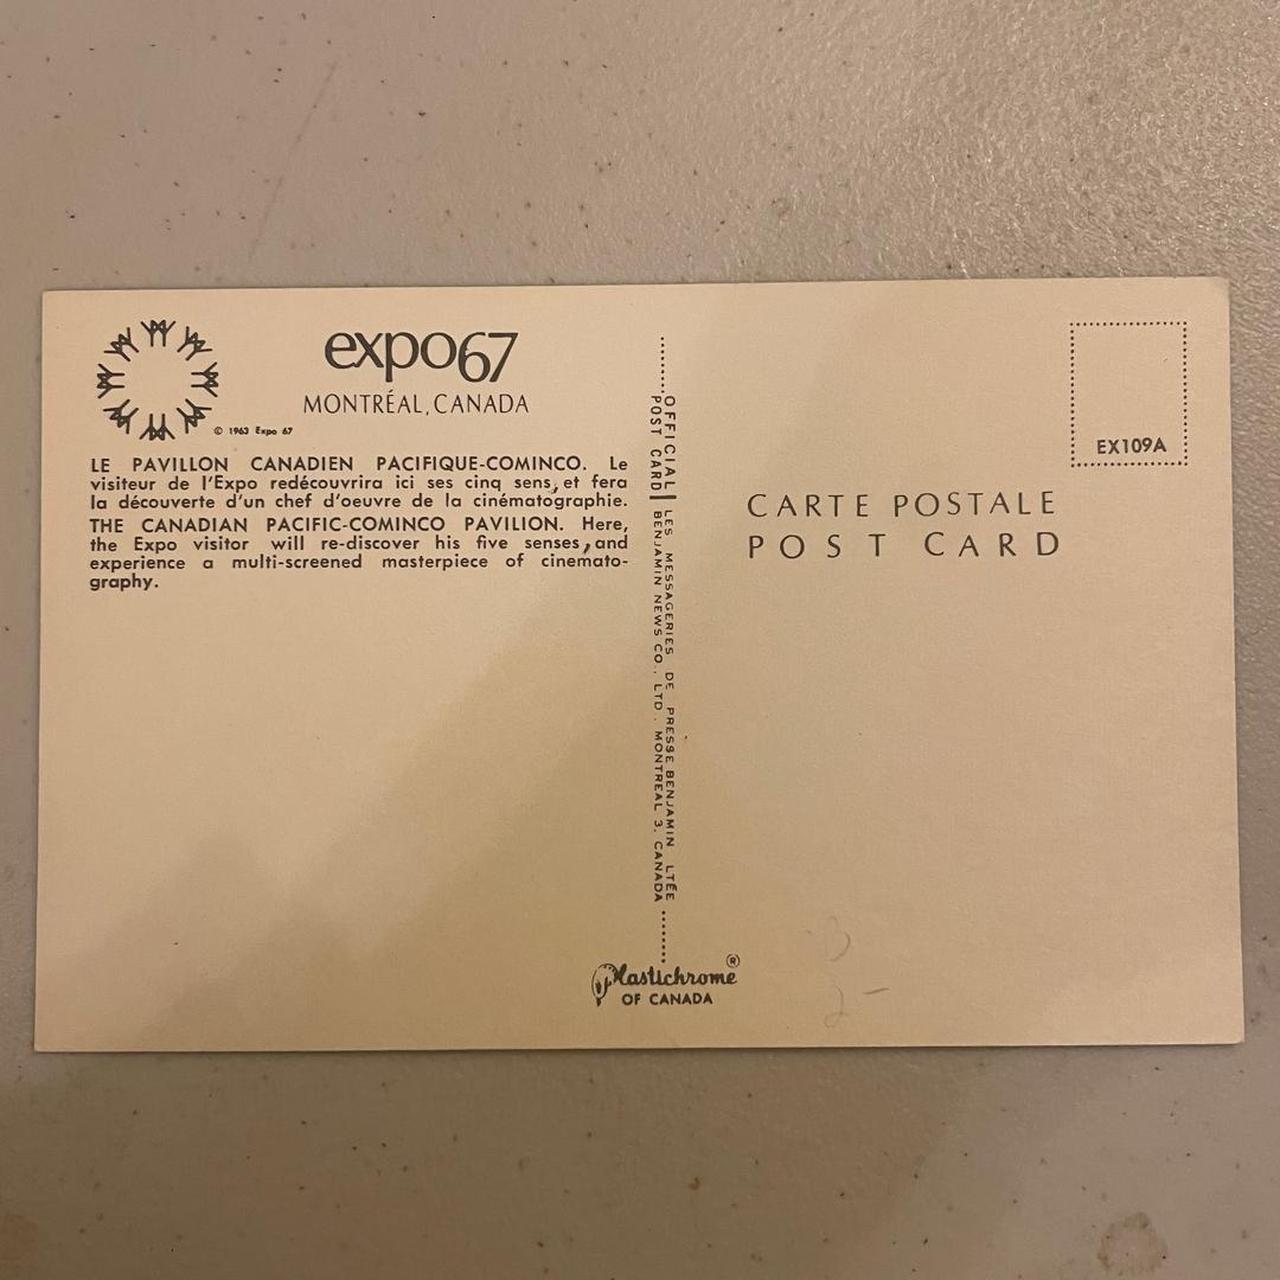 expo67
MONTRÉAL, CANADA
© 1963 Expo 67
LE PAVILLON CANADIEN PACIFIQUE-COMINCO. Le
visiteur de l'Expo redécouvrira ici ses cinq sens, et fera
la découverte d'un chef d'oeuvre de la cinématographie.
THE CANADIAN PACIFIC-COMINCO PAVILION. Here,
the Expo visitor will re-discover his five senses, and
experience a multi-screened masterpiece of cinemato-
graphy.
OFFICIAL LES MESSAGERIES DE PRESSE BENJAMIN LTÉE
POST CARD BENJAMIN NEWS CO., LTD. MONTREAL 3, CANADA
Plastichrome ®
OF CANADA
EX109A
CARTE POSTALE
POST CARD
B
2 -